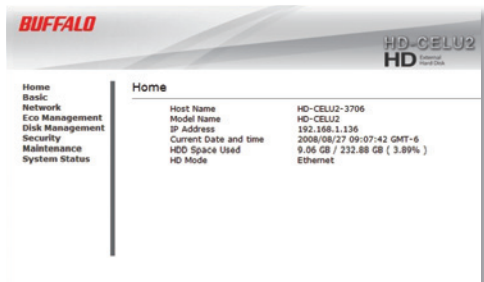 BUFFALO
HD-CELU2
HD External Hard Disk
Home
Basic
Network
Eco Management
Disk Management
Security
Maintenance
System Status
Home
Host Name HD-CELU2-3706
Model Name HD-CELU2
IP Address 192.168.1.136
Current Date and time 2008/08/27 09:07:42 GMT-6
HDD Space Used 9.06 GB / 232.88 GB ( 3.89% )
HD Mode Ethernet